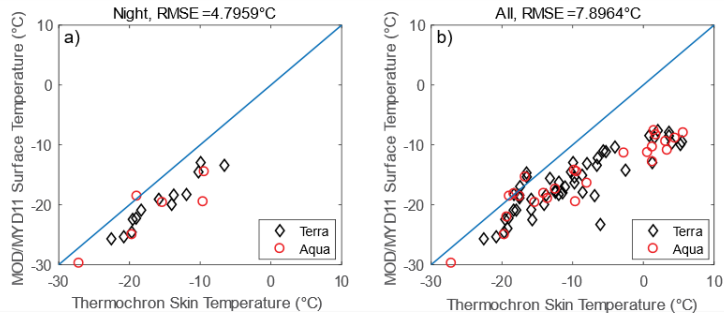 Night, RMSE =4.7959°C
a)
MOD/MYD11 Surface Temperature (°C)
10
0
-10
-20
-30
-30
-20
-10
0
10
Terra
Aqua
Thermochron Skin Temperature (°C)
All, RMSE =7.8964°C
b)
MOD/MYD11 Surface Temperature (°C)
10
0
-10
-20
-30
-30
-20
-10
0
10
Terra
Aqua
Thermochron Skin Temperature (°C)